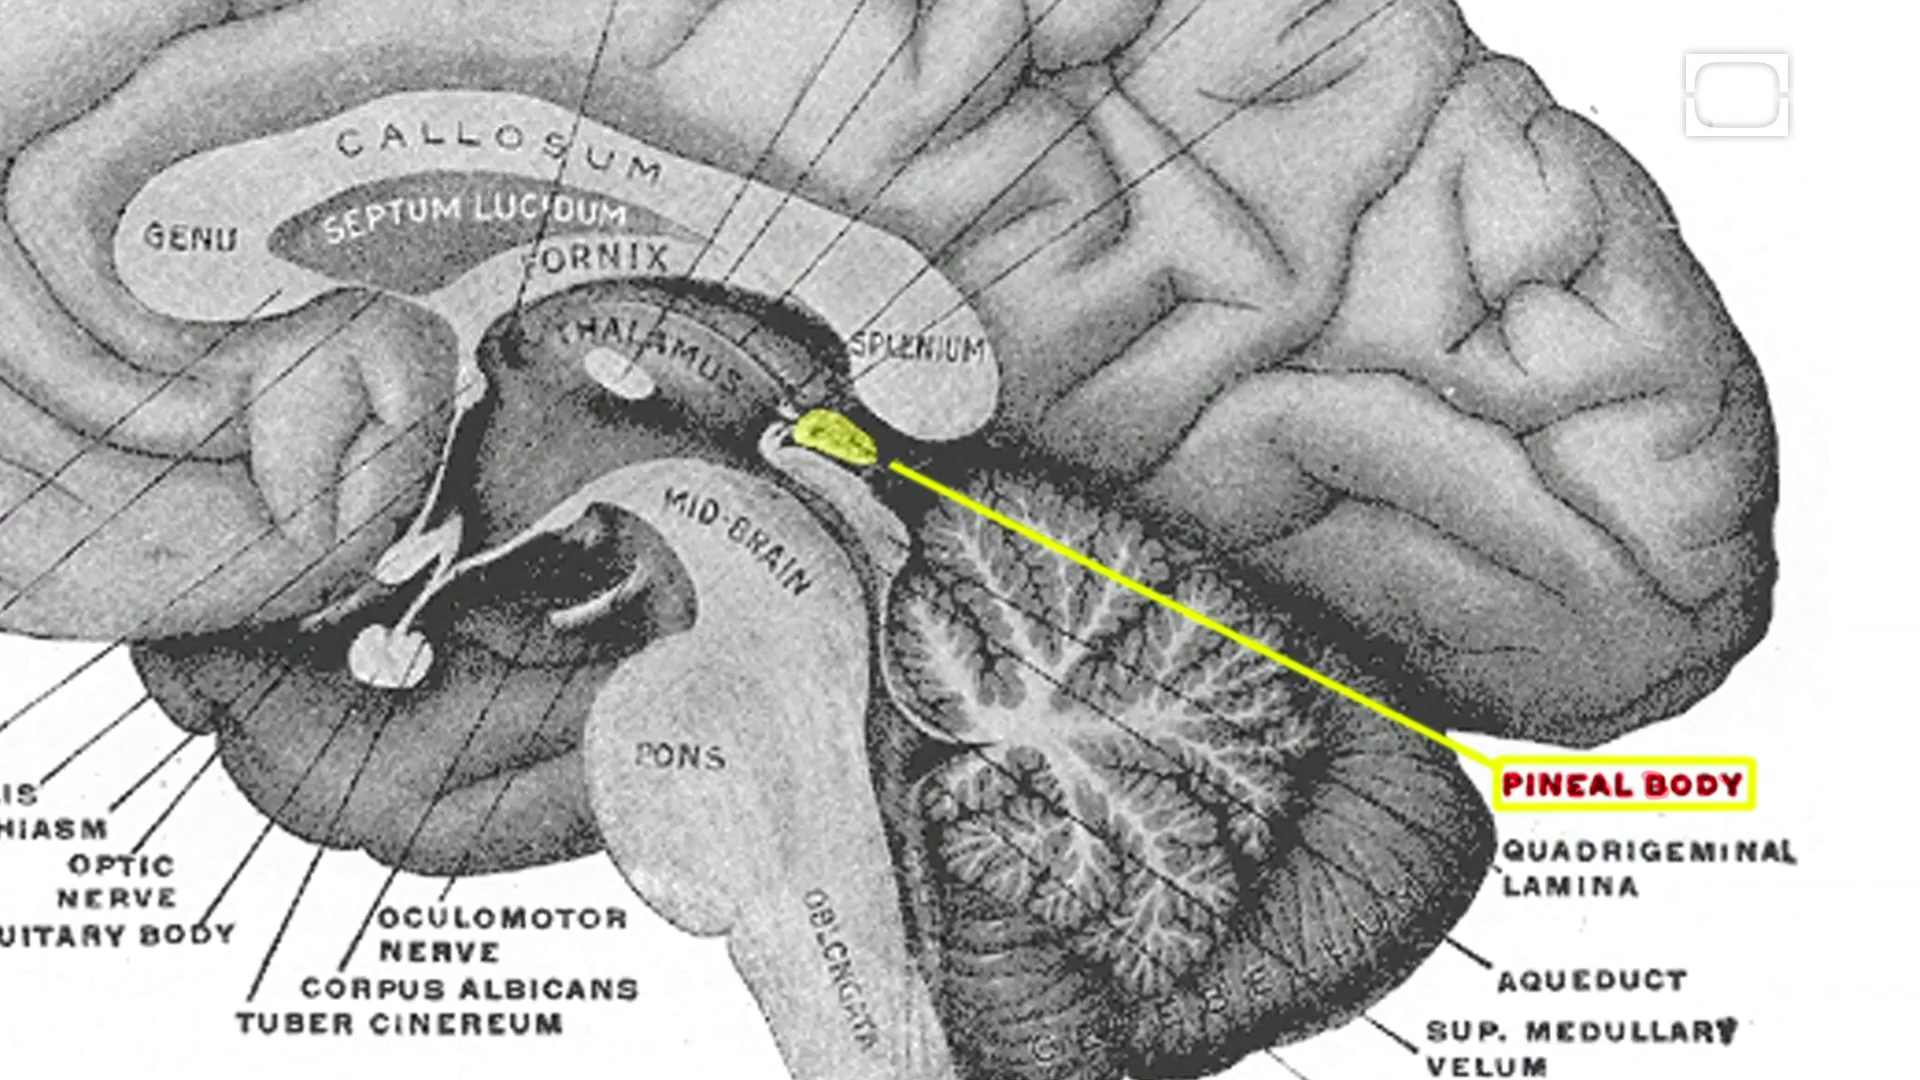 CALLOSUM
SEPTUM LUCIDUM
GENU
FORNIX
THALAMUS
SPLENIUM
MID-BRAIN
PONS
PINEAL BODY
QUADRIGEMINAL
LAMINA
IS
HIASM
OPTIC
NERVE
UITARY BODY
OCULOMOTOR
NERVE
CORPUS ALBICANS
TUBER CINEREUM
OBLONGATA
AQUEDUCT
SUP. MEDULLARY
VELUM